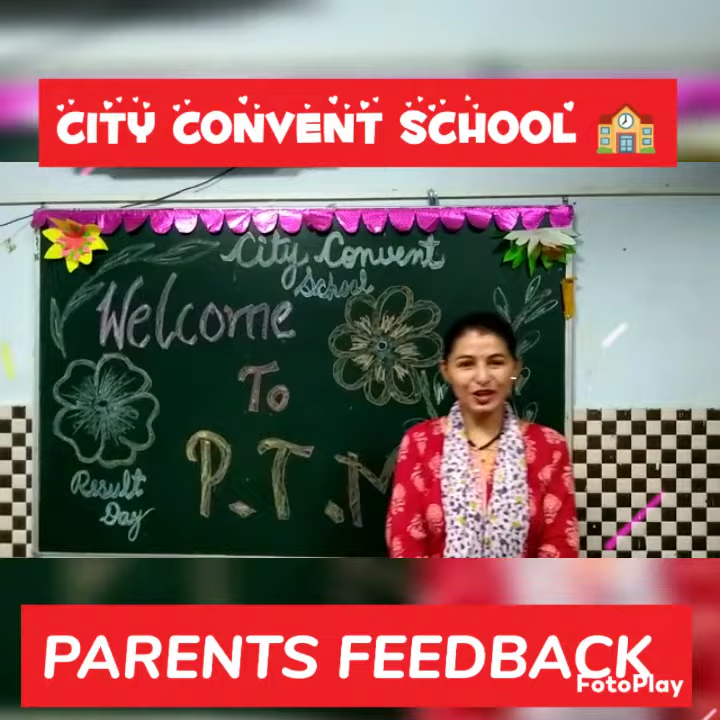 CITY CONVENT SCHOOL
City Convent
School
Welcome
To
P.T.M
Result
Day
PARENTS FEEDBACK
FotoPlay